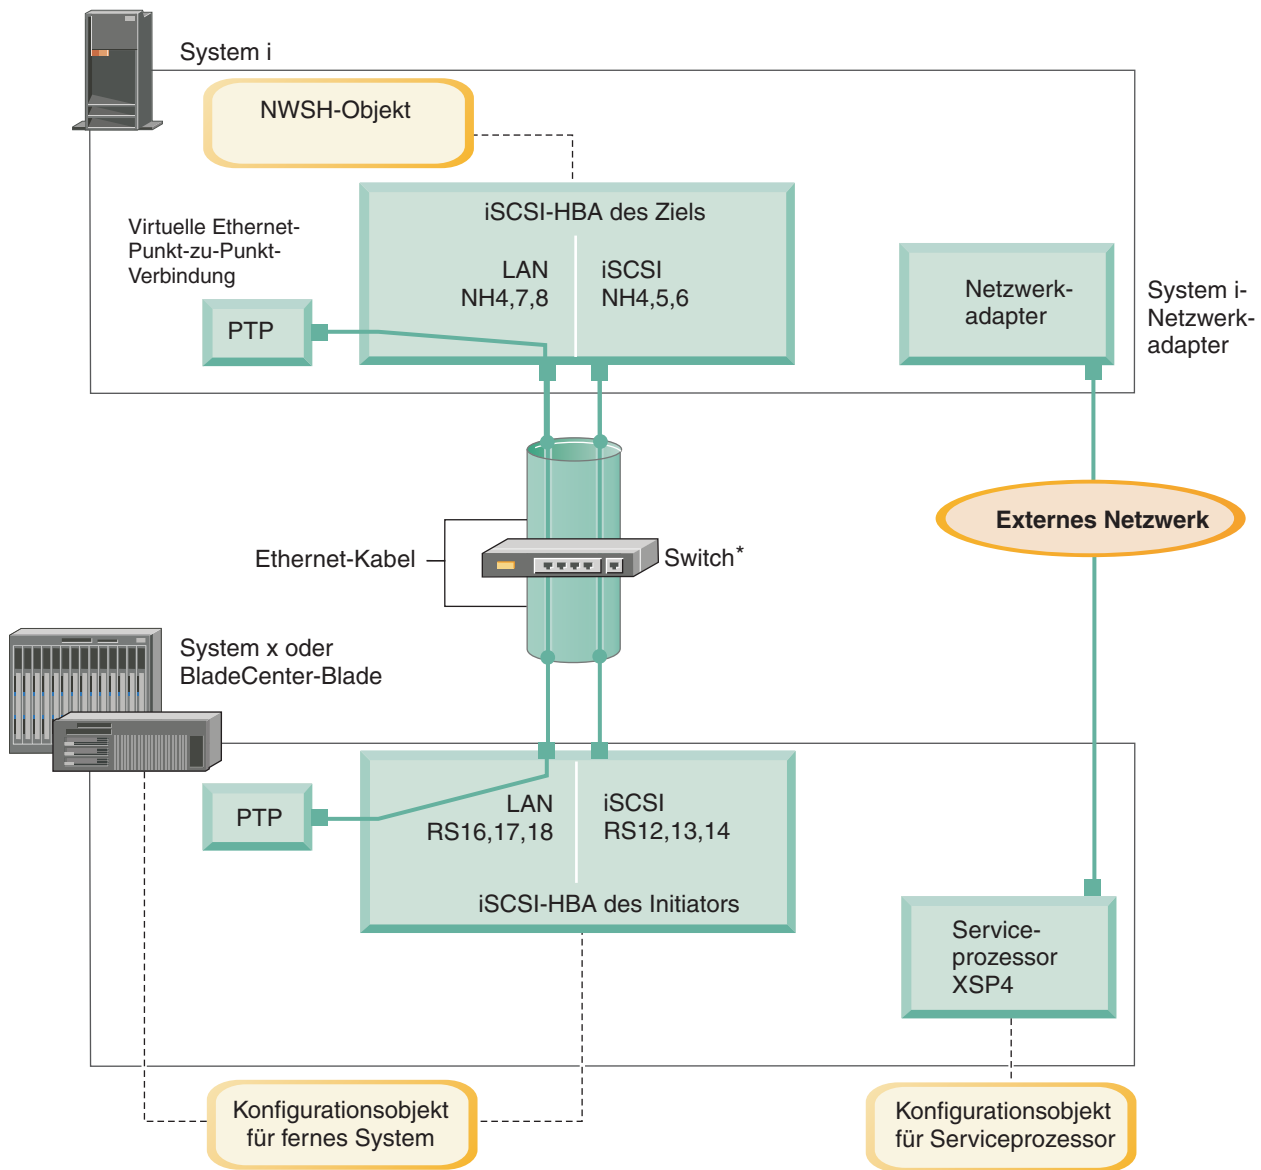 System i
NWSH-Objekt
iSCSI-HBA des Ziels
Virtuelle Ethernet-
Punkt-zu-Punkt-
Verbindung
LAN
NH4,7,8
iSCSI
NH4,5,6
PTP
Netzwerk-
adapter
System i-
Netzwerk-
adapter
Externes Netzwerk
Ethernet-Kabel
Switch*
System x oder
BladeCenter-Blade
PTP
LAN
RS16,17,18
iSCSI
RS12,13,14
iSCSI-HBA des Initiators
Service-
prozessor
XSP4
Konfigurationsobjekt
für fernes System
Konfigurationsobjekt
für Serviceprozessor